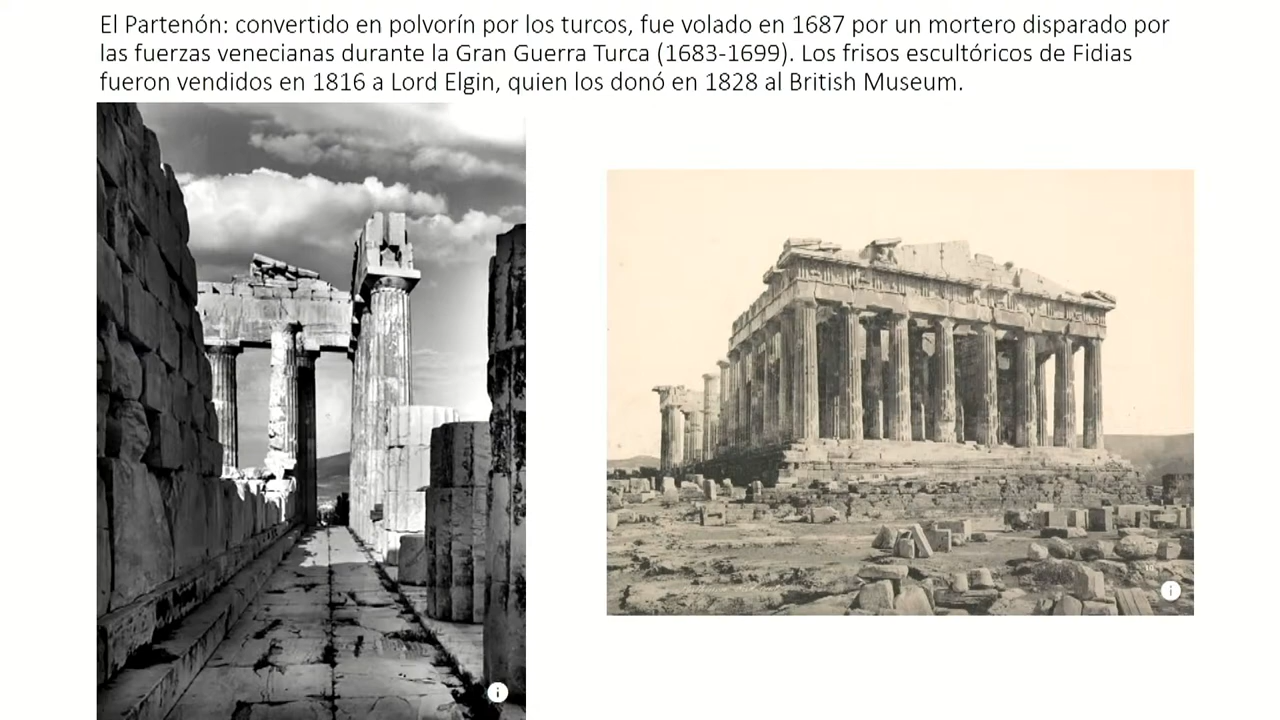 El Partenón: convertido en polvorín por los turcos, fue volado en 1687 por un mortero disparado por
las fuerzas venecianas durante la Gran Guerra Turca (1683-1699). Los frisos escultóricos de Fidias
fueron vendidos en 1816 a Lord Elgin, quien los donó en 1828 al British Museum.
i
i